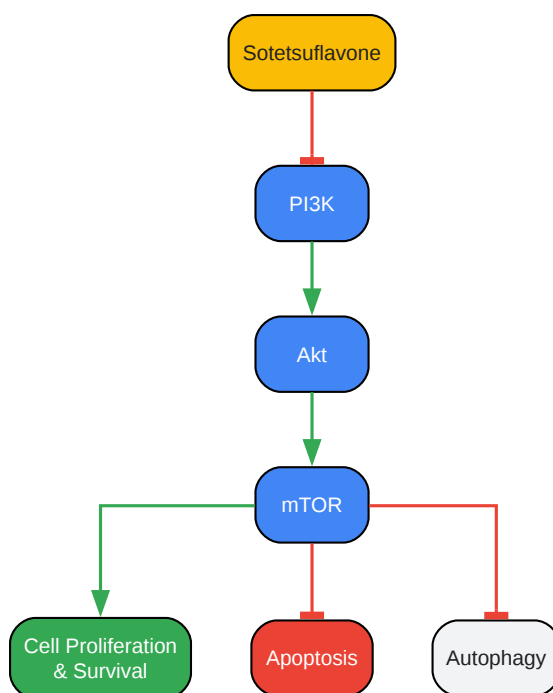 Sotetsuflavone
PI3K
Akt
mTOR
Cell Proliferation
& Survival
Apoptosis
Autophagy